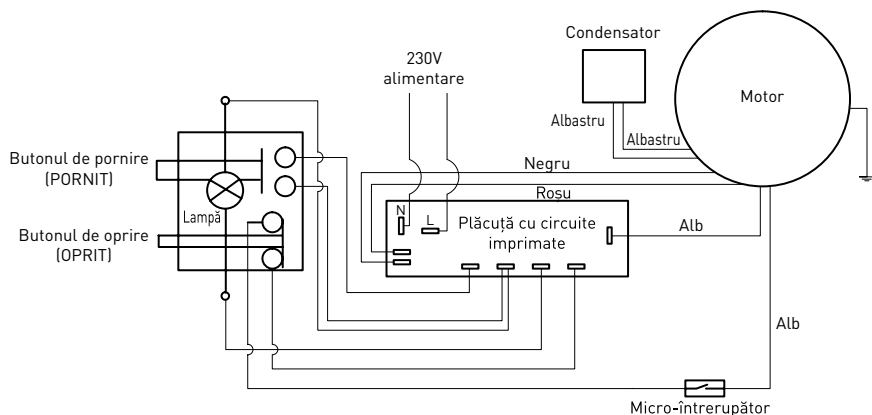 Condensator
230V
alimentare
Motor
Albastru
Albastru
Butonul de pornire
(PORNIT)
Negru
Roșu
Lampă
N
L
Plăcuță cu circuite
imprimate
Alb
Butonul de oprire
(OPRIT)
Alb
Micro-întrerupător